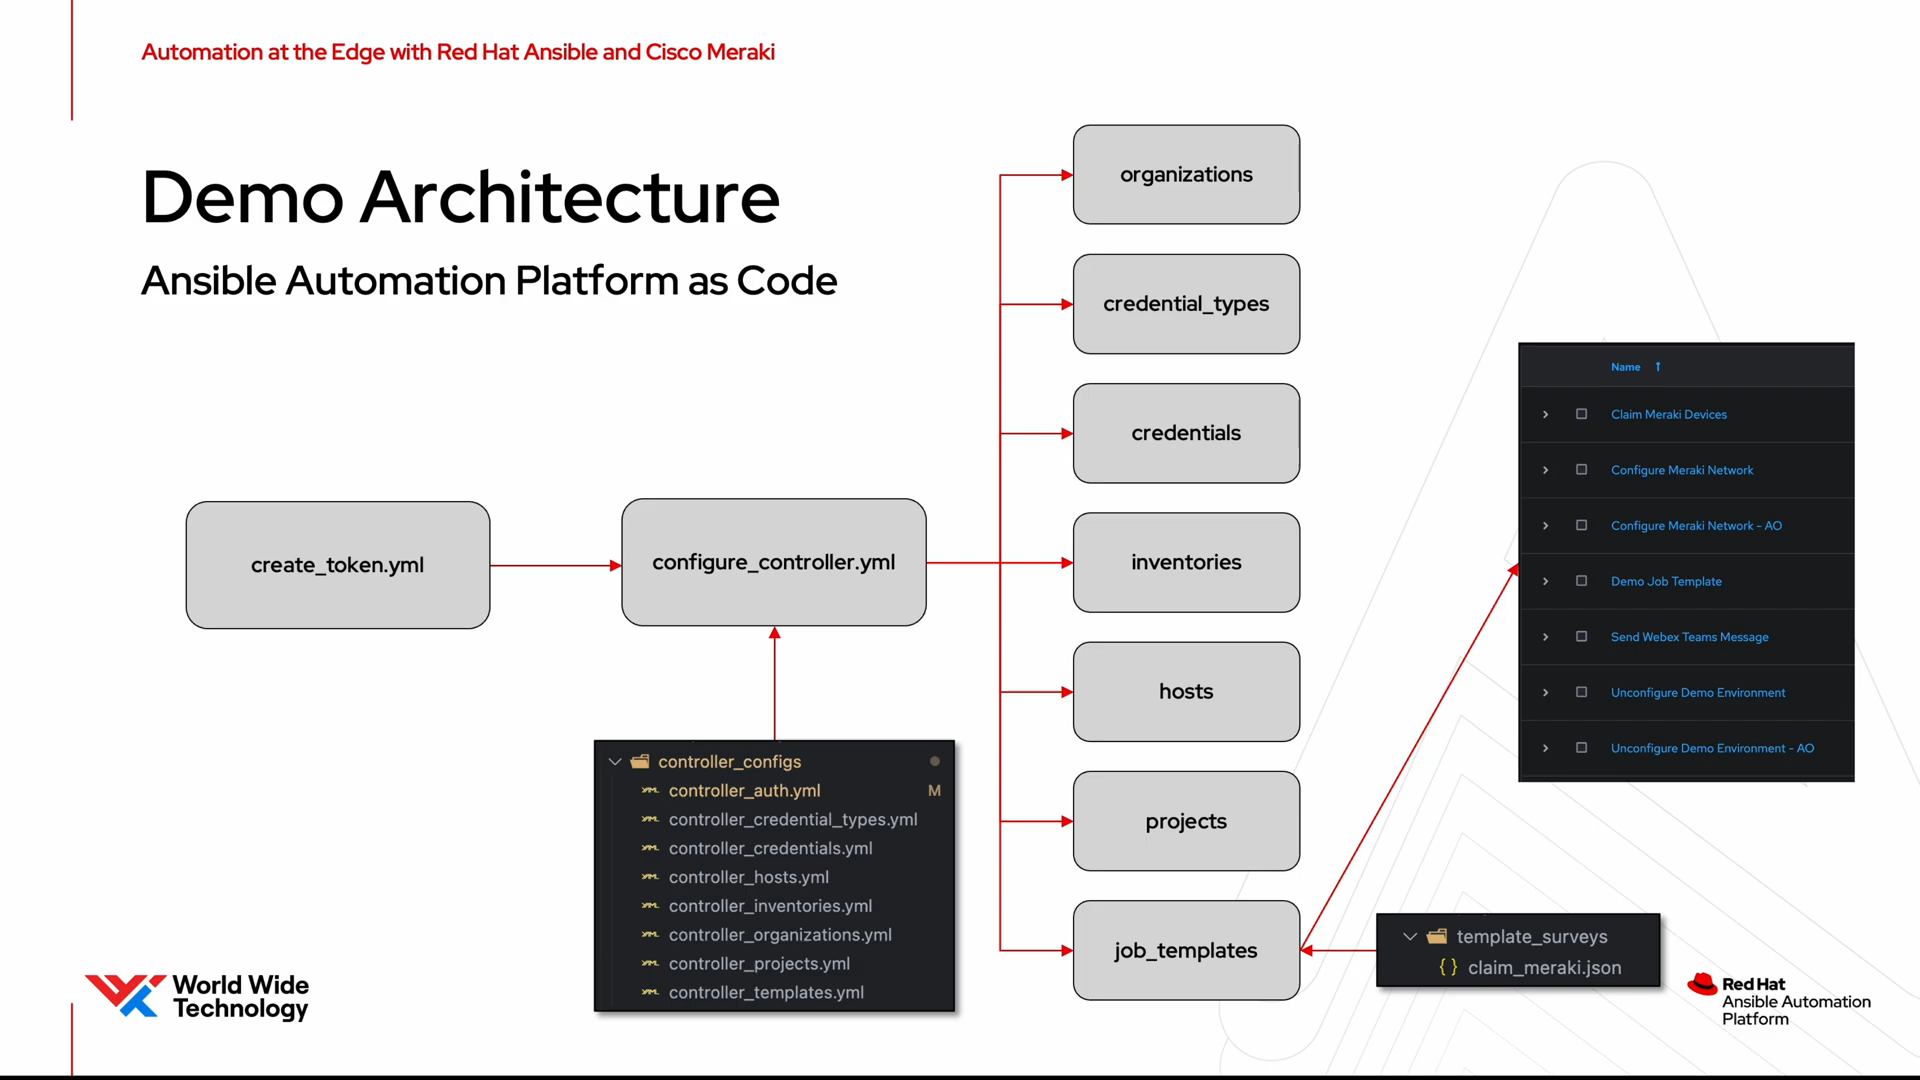 Automation at the Edge with Red Hat Ansible and Cisco Meraki
Demo Architecture
Ansible Automation Platform as Code
create_token.yml
configure_controller.yml
controller_configs
controller_auth.yml M
controller_credential_types.yml
controller_credentials.yml
controller_hosts.yml
controller_inventories.yml
controller_organizations.yml
controller_projects.yml
controller_templates.yml
organizations
credential_types
credentials
inventories
hosts
projects
job_templates
Name ↑
Claim Meraki Devices
Configure Meraki Network
Configure Meraki Network - AO
Demo Job Template
Send Webex Teams Message
Unconfigure Demo Environment
Unconfigure Demo Environment - AO
template_surveys
{ } claim_meraki.json
World Wide
Technology
Red Hat
Ansible Automation
Platform